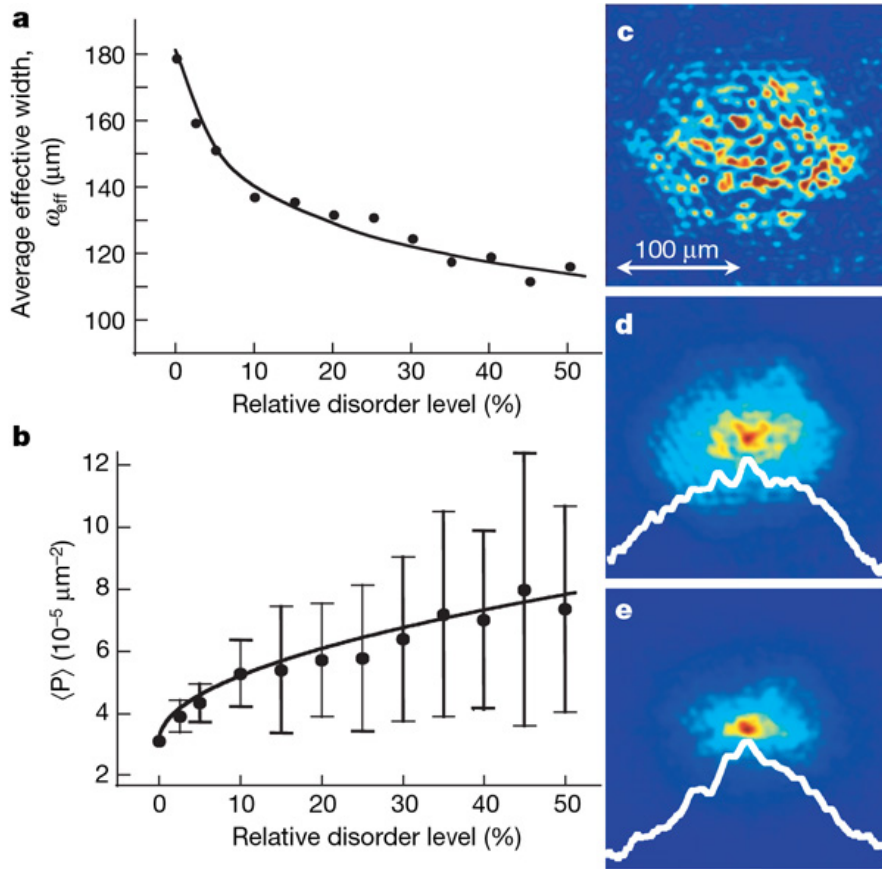 a
Average effective width,
ω_eff (μm)
180
160
140
120
100
0 10 20 30 40 50
Relative disorder level (%)
b
⟨P⟩ (10⁻⁵ μm⁻²)
12
10
8
6
4
2
0 10 20 30 40 50
Relative disorder level (%)
c
100 μm
d
e